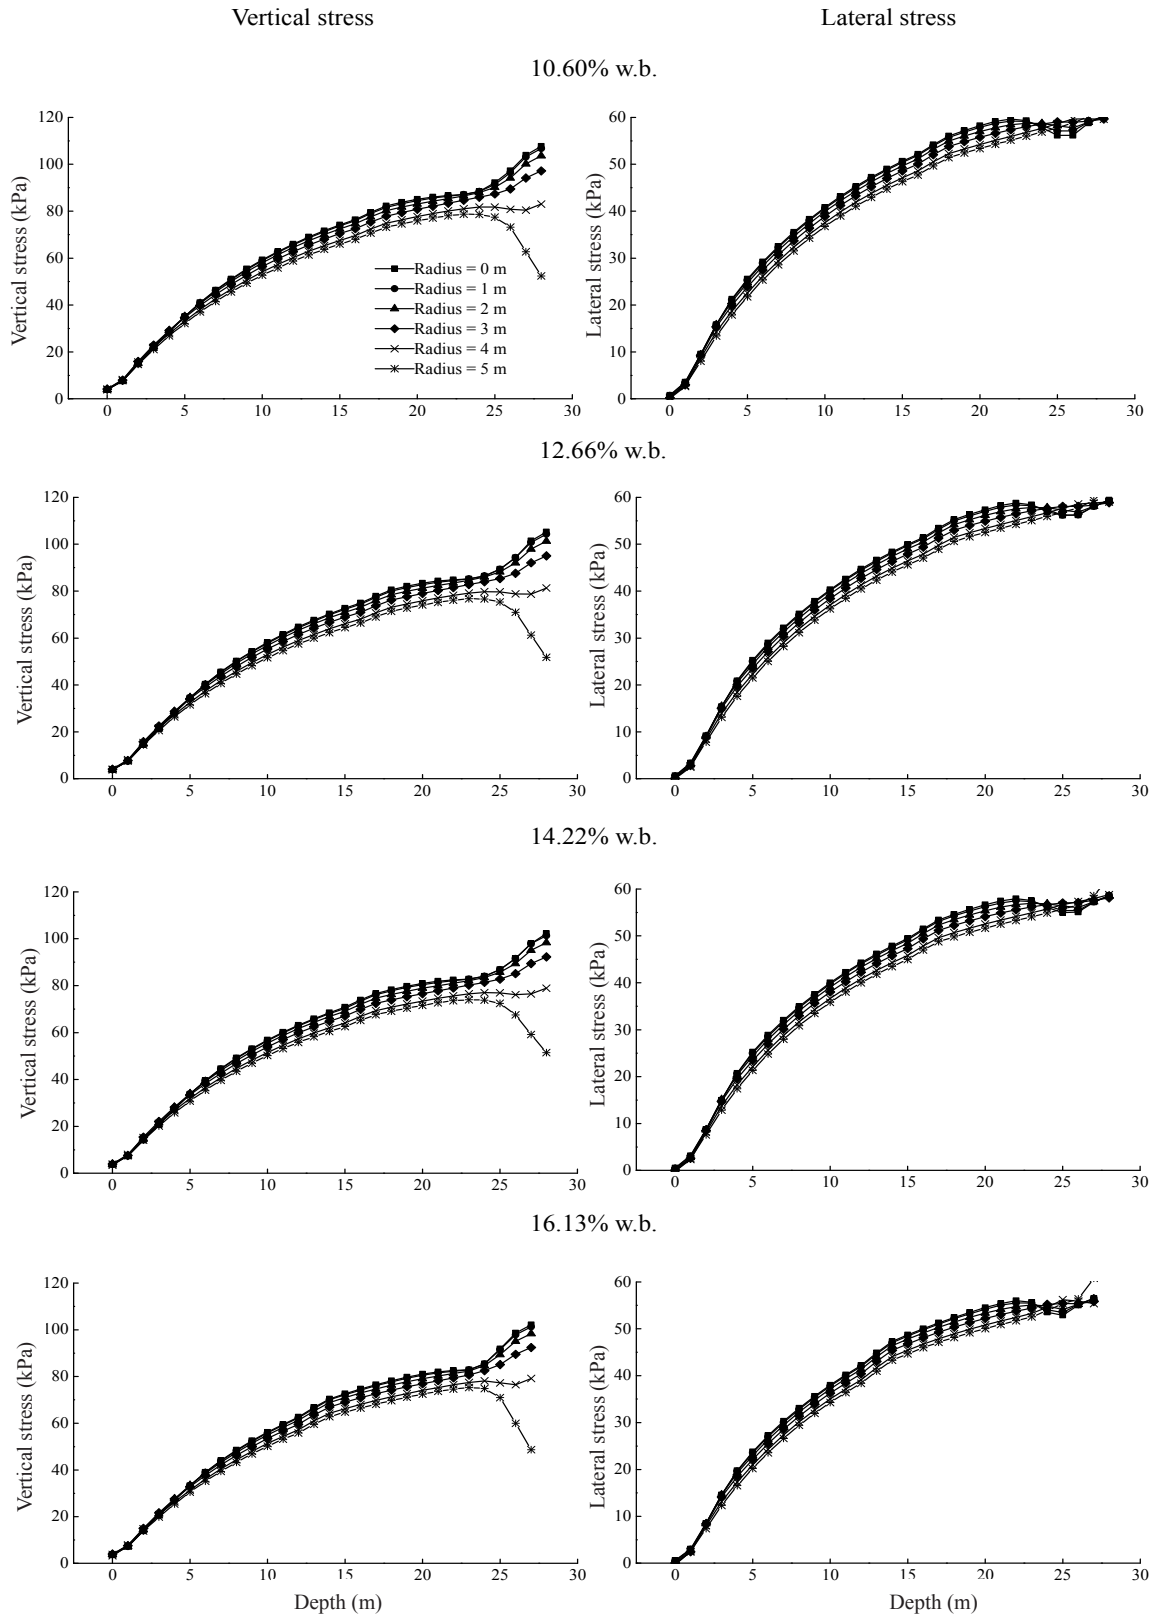 Vertical stress Lateral stress
10.60% w.b.
Vertical stress (kPa)
120
100
80
60
40
20
0
0 5 10 15 20 25 30
Radius = 0 m
Radius = 1 m
Radius = 2 m
Radius = 3 m
Radius = 4 m
Radius = 5 m
Lateral stress (kPa)
60
50
40
30
20
10
0
0 5 10 15 20 25 30
12.66% w.b.
Vertical stress (kPa)
120
100
80
60
40
20
0
0 5 10 15 20 25 30
Lateral stress (kPa)
60
50
40
30
20
10
0
0 5 10 15 20 25 30
14.22% w.b.
Vertical stress (kPa)
120
100
80
60
40
20
0
0 5 10 15 20 25 30
Lateral stress (kPa)
60
50
40
30
20
10
0
0 5 10 15 20 25 30
16.13% w.b.
Vertical stress (kPa)
120
100
80
60
40
20
0
0 5 10 15 20 25 30
Depth (m)
Lateral stress (kPa)
60
50
40
30
20
10
0
0 5 10 15 20 25 30
Depth (m)